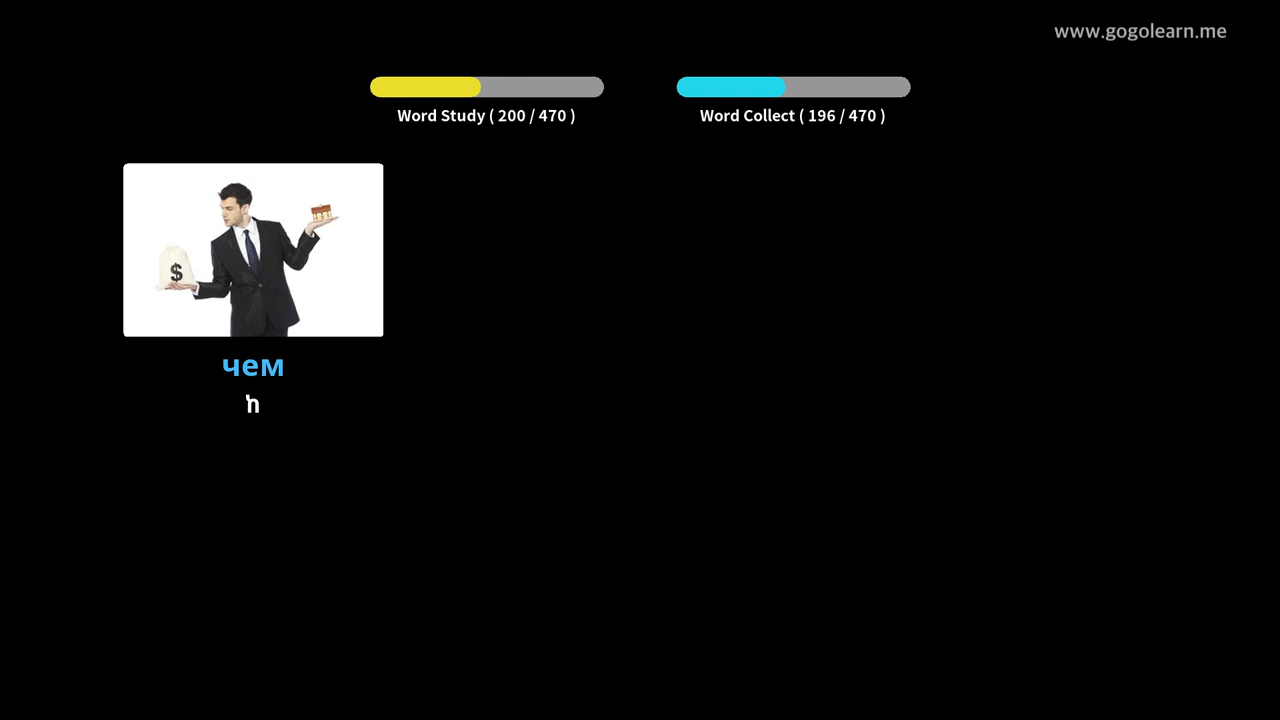 www.gogolearn.me
Word Study ( 200 / 470 )
Word Collect ( 196 / 470 )
$
чем
ከ